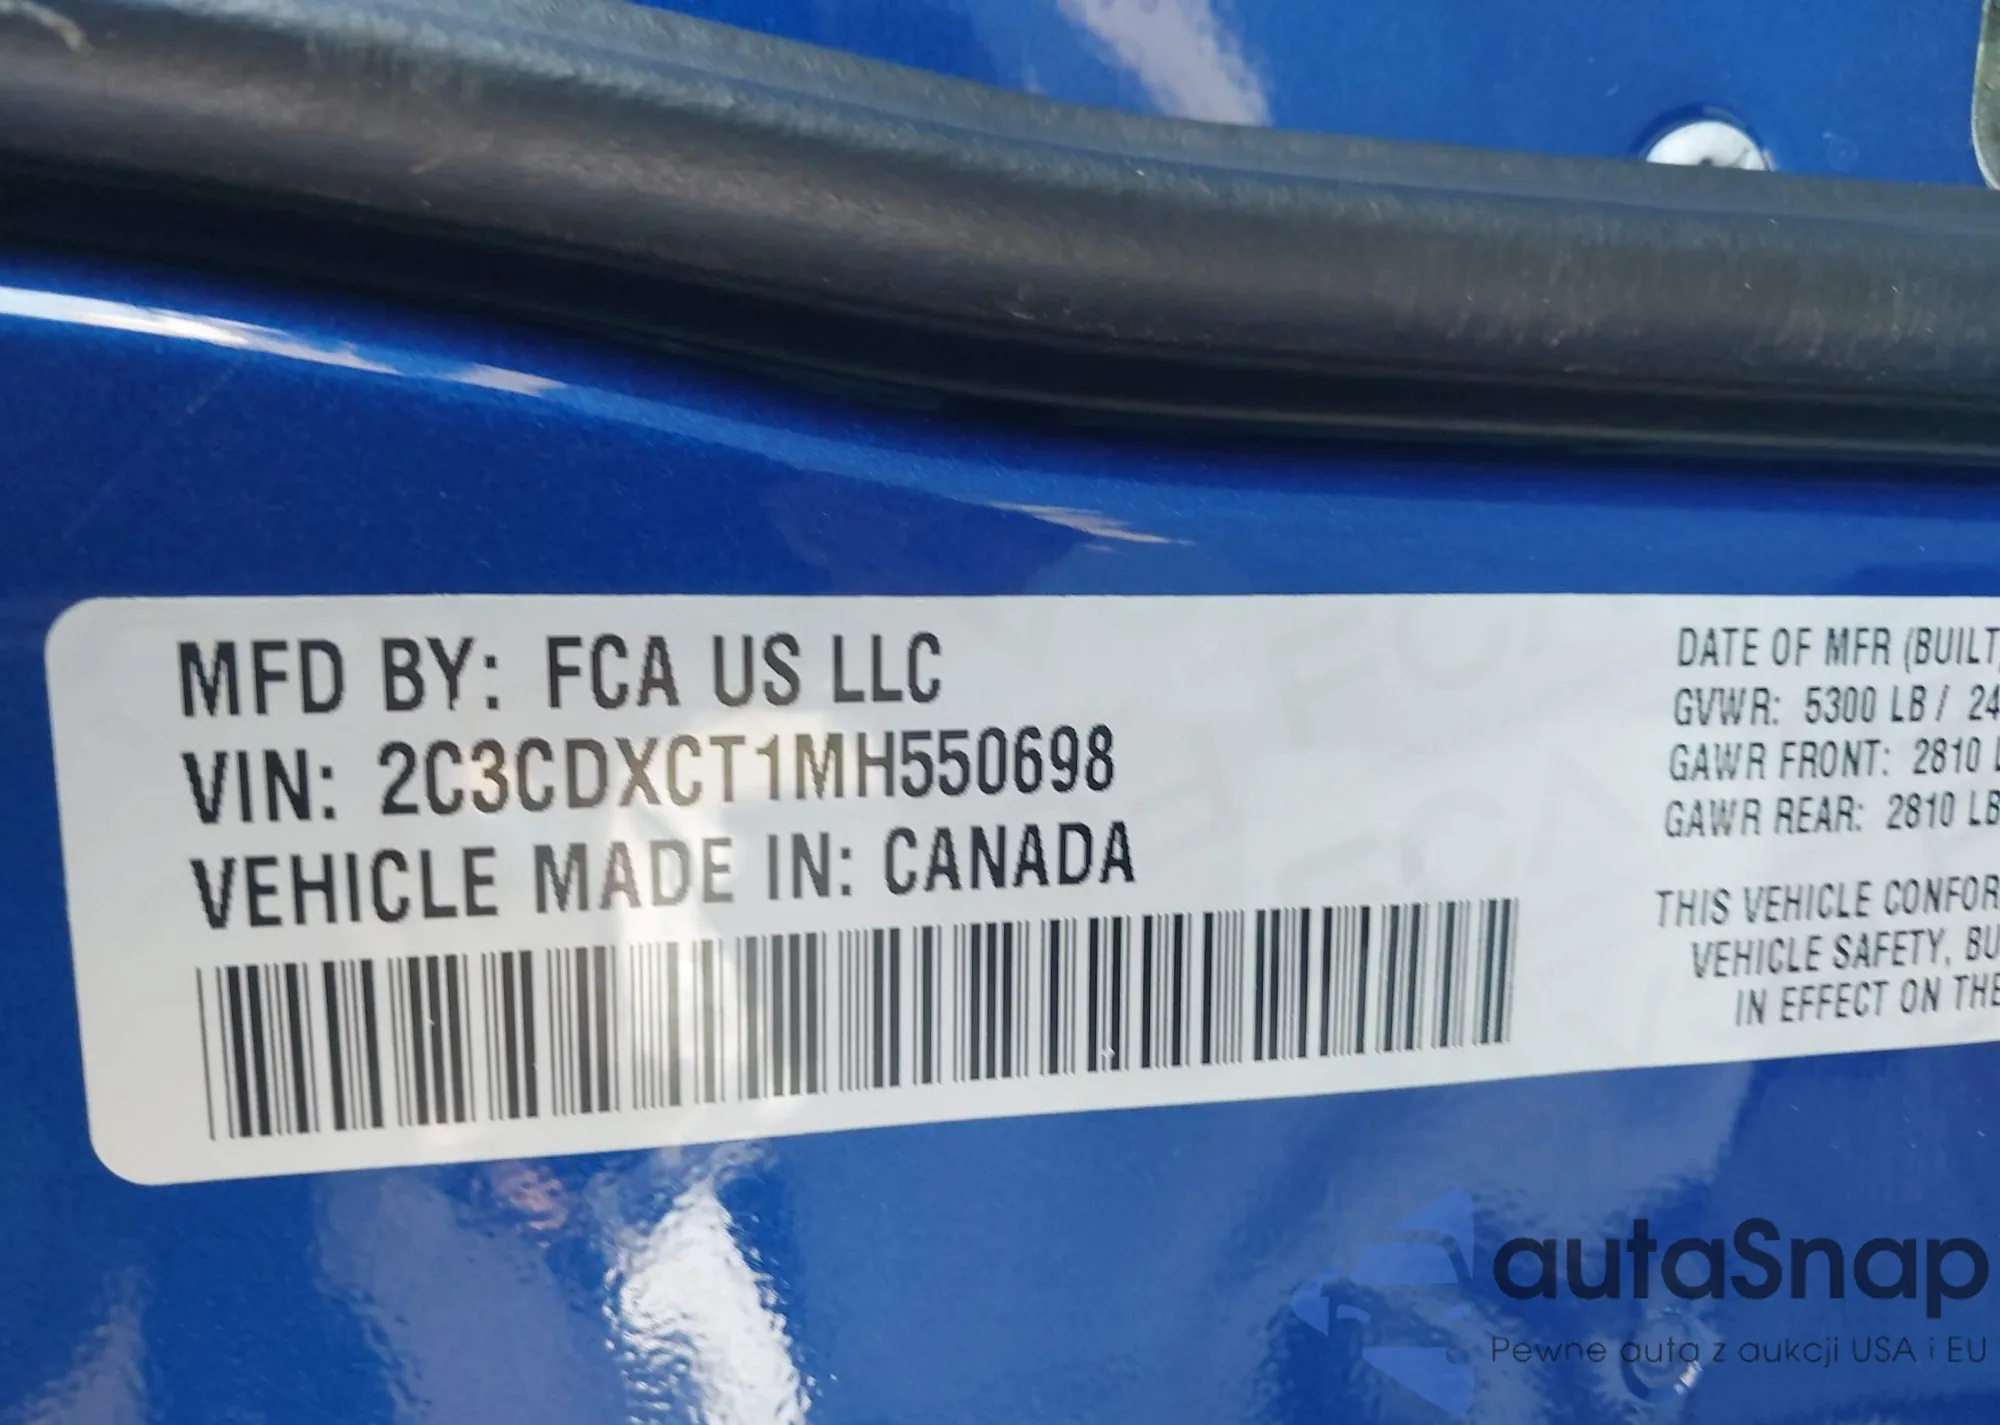 MFD BY: FCA US LLC
VIN: 2C3CDXCT1MH550698
VEHICLE MADE IN: CANADA
DATE OF MFR (BUILT
GVWR: 5300 LB / 24
GAWR FRONT: 2810 L
GAWR REAR: 2810 LB
THIS VEHICLE CONFOR
VEHICLE SAFETY, BU
IN EFFECT ON THE
autaSnap
Pewne auta z aukcji USA i EU